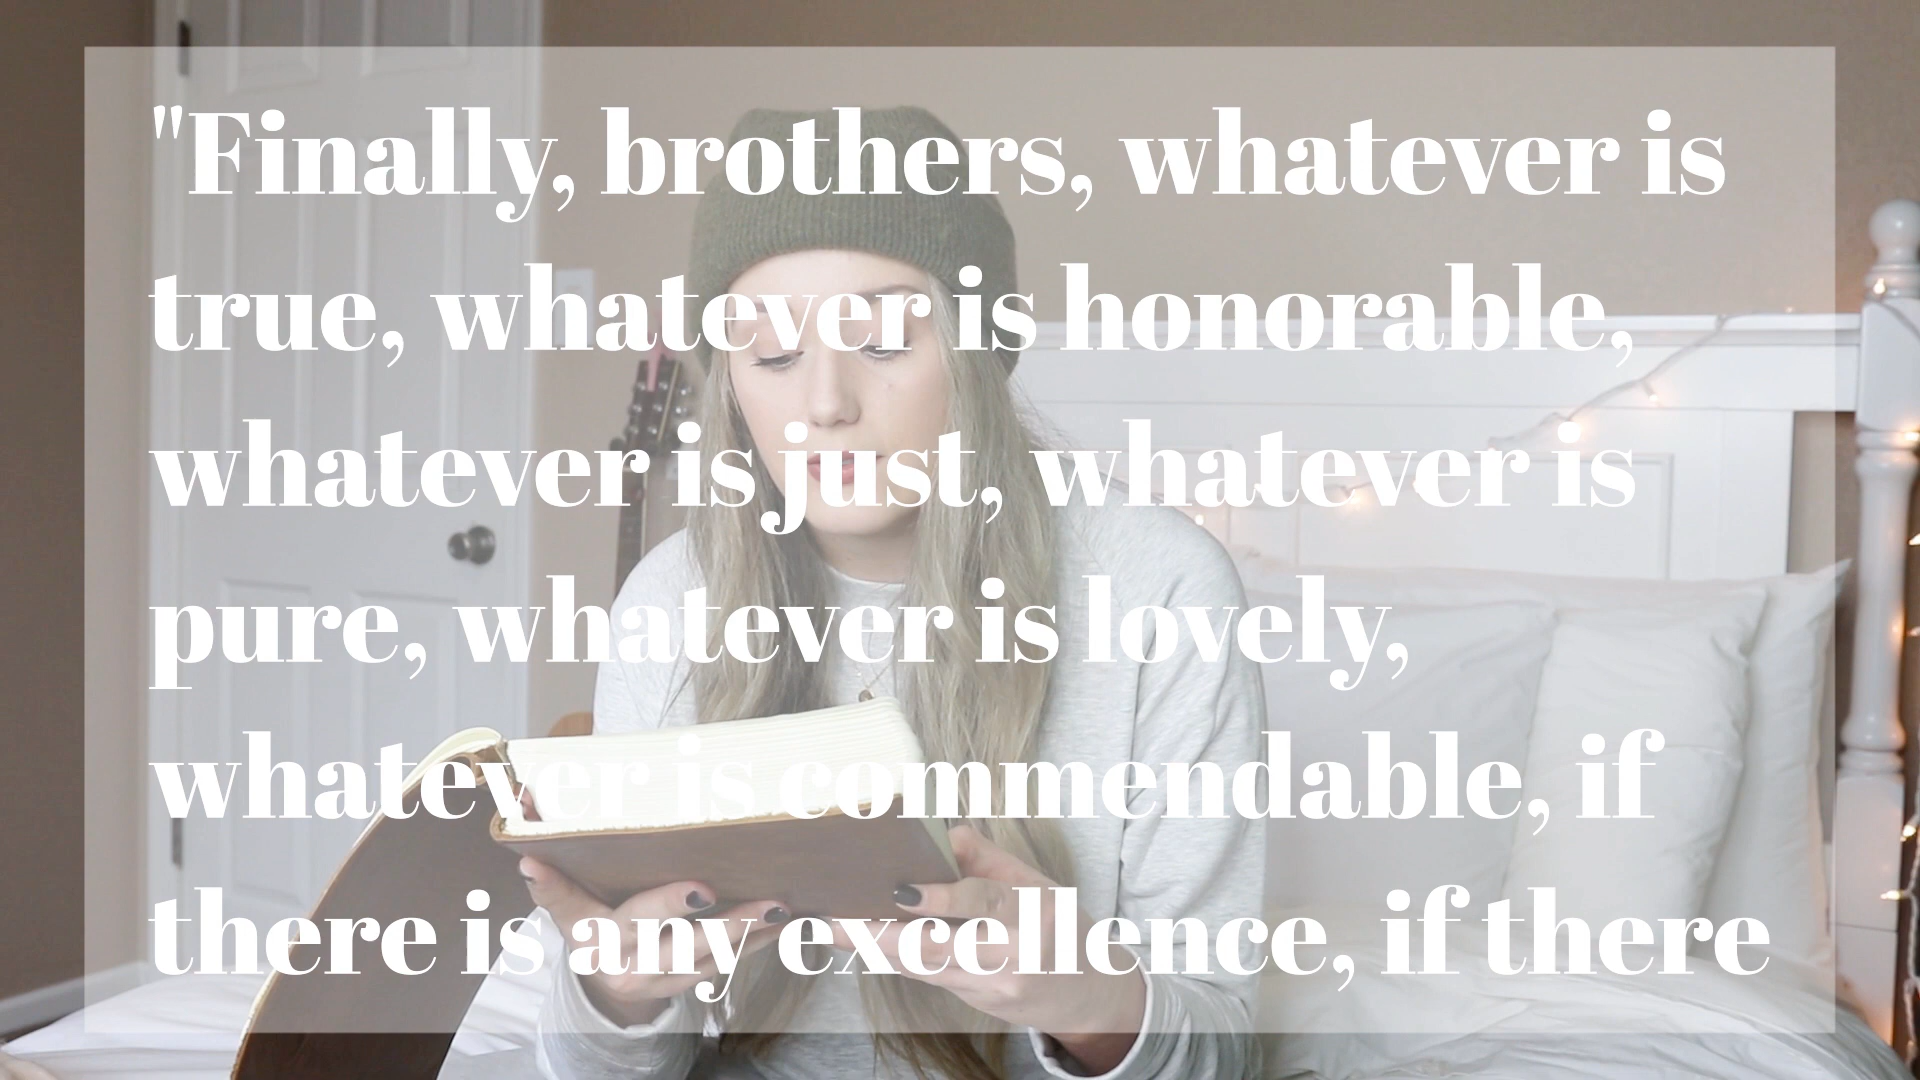 "Finally, brothers, whatever is
true, whatever is honorable,
whatever is just, whatever is
pure, whatever is lovely,
whatever is commendable, if
there is any excellence, if there